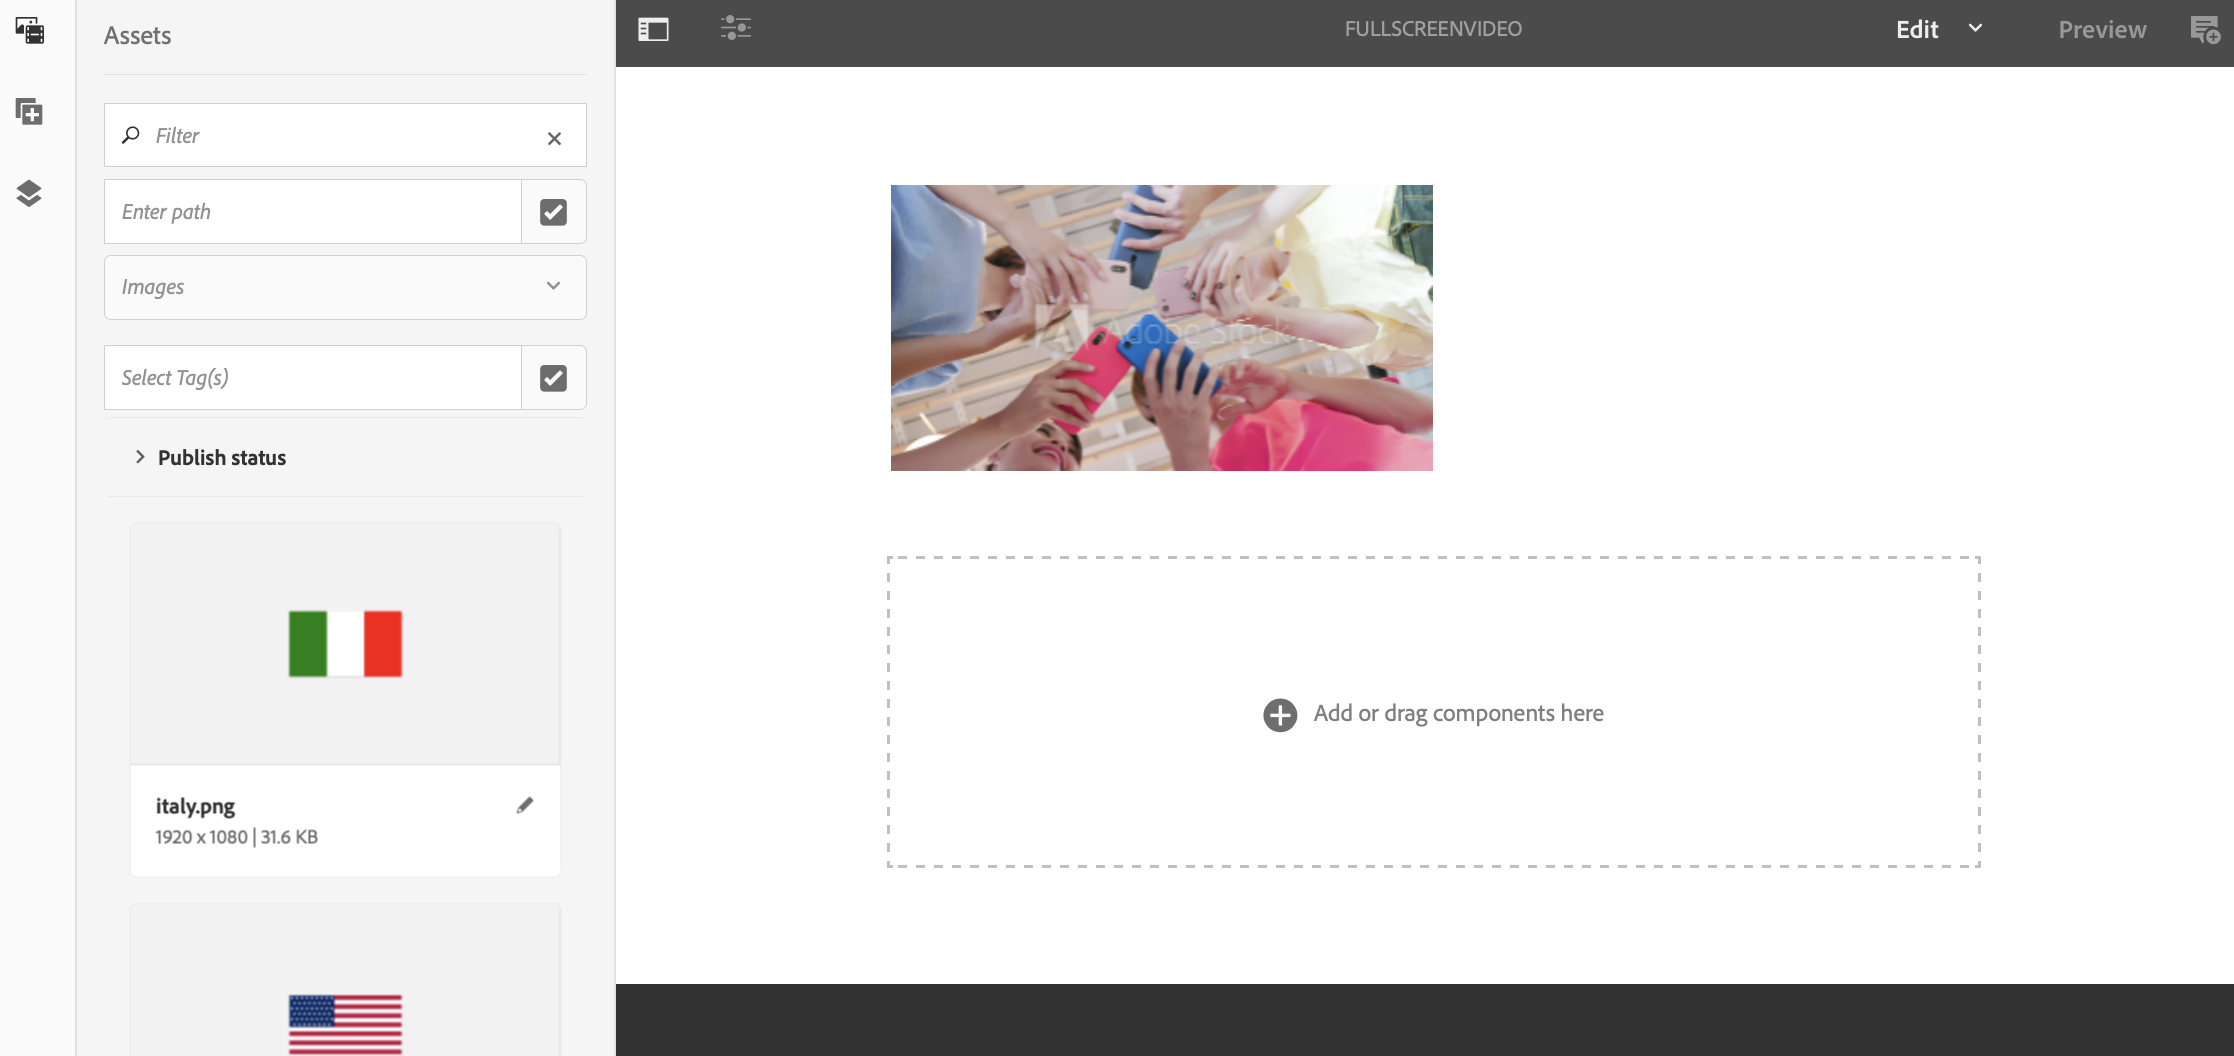 Assets
Filter
Enter path
Images
Select Tag(s)
Publish status
italy.png
1920 x 1080 | 31.6 KB
FULLSCREENVIDEO
Edit
Preview
Adobe Stock
Add or drag components here